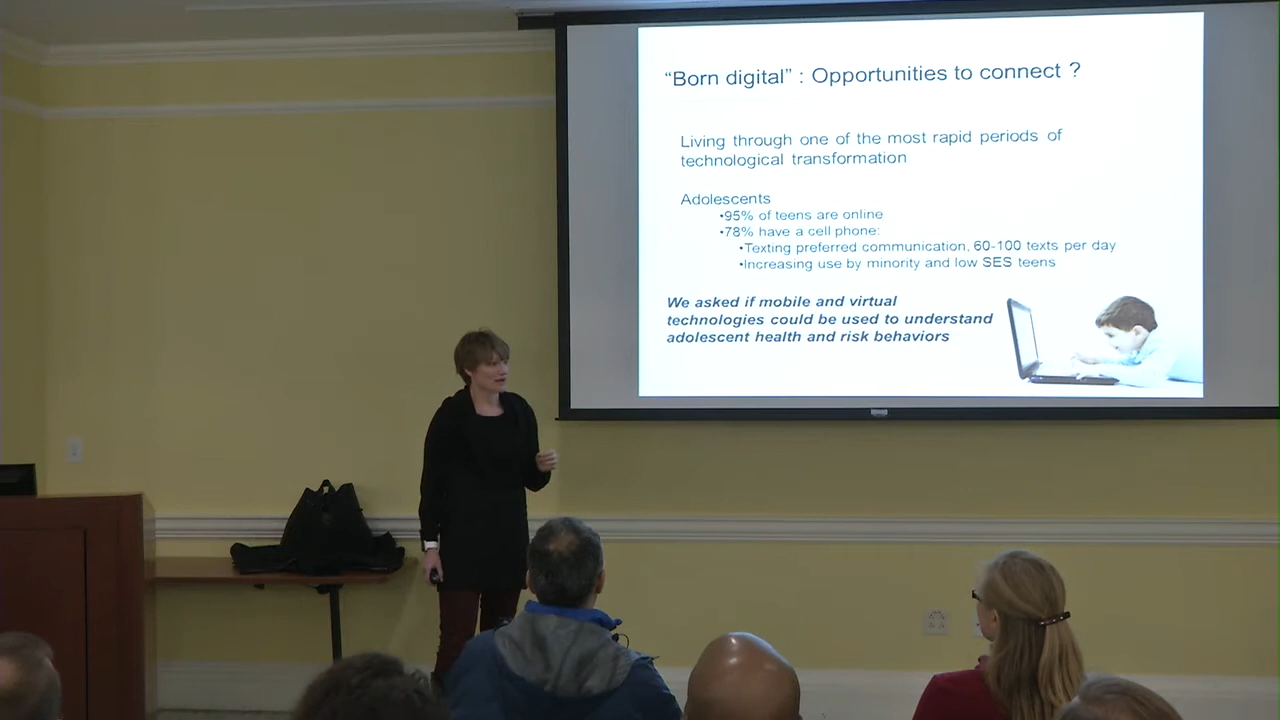 “Born digital” : Opportunities to connect ?
Living through one of the most rapid periods of
technological transformation
Adolescents
•95% of teens are online
•78% have a cell phone:
•Texting preferred communication, 60-100 texts per day
•Increasing use by minority and low SES teens
We asked if mobile and virtual
technologies could be used to understand
adolescent health and risk behaviors